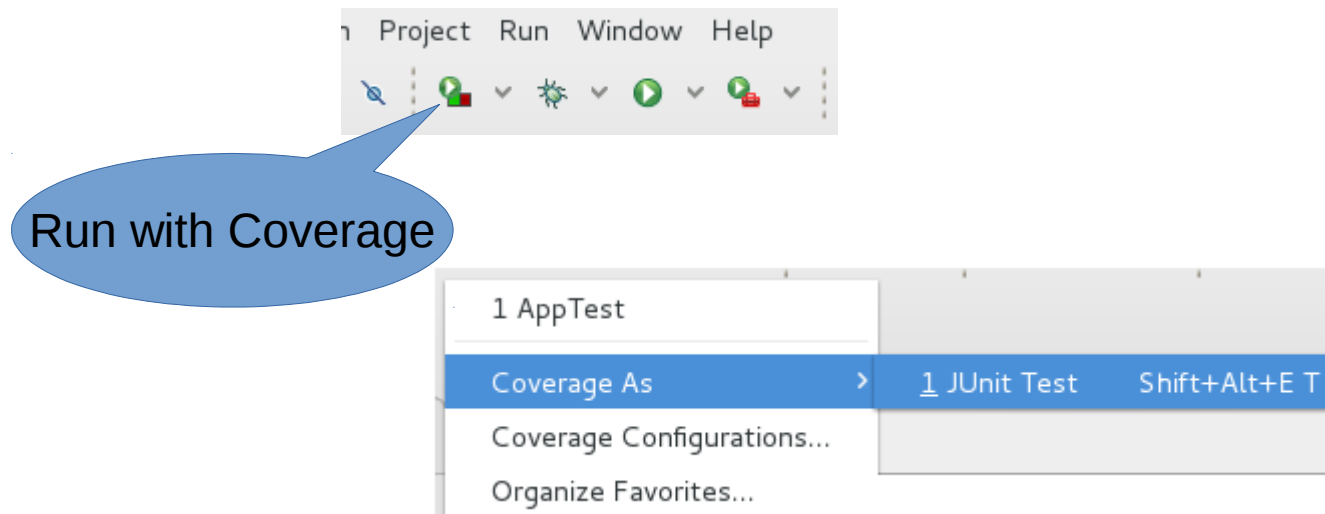 Project Run Window Help
Run with Coverage
1 AppTest
Coverage As
1 JUnit Test Shift+Alt+E T
Coverage Configurations...
Organize Favorites...